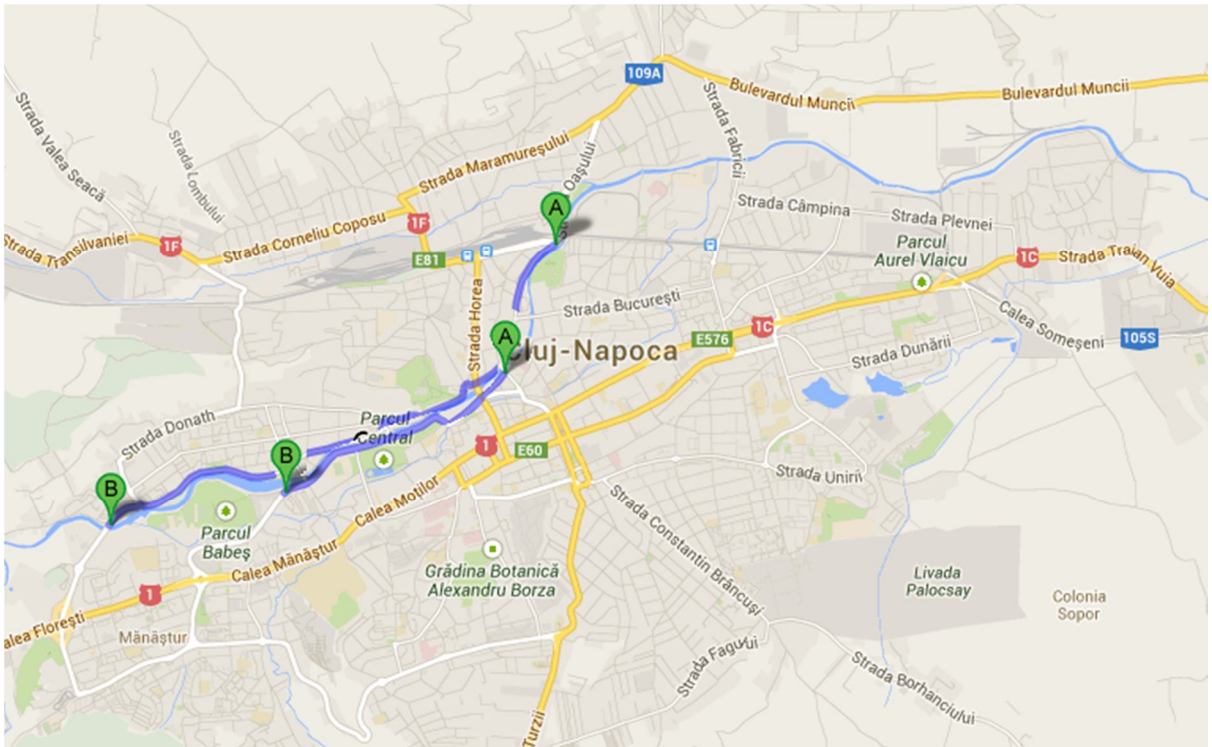 109A
Bulevardul Muncii
Bulevardul Muncii
Strada Valea Seacă
Strada Lombului
Strada Fabricii
Oașului
Strada Maramureșului
A
Strada Câmpina
Strada Plevnei
1F
Strada Corneliu Coposu
1F
Strada Transilvaniei
E81
Parcul
Aurel Vlaicu
1C
Strada Traian Vuia
Strada Horea
Strada București
1C
E576
Calea Someșeni
105S
A
Cluj-Napoca
Strada Dunării
Strada Donath
Parcul
Central
1
E60
B
B
Strada Unirii
Calea Moților
Parcul
Babeș
Strada Constantin Brâncuși
Calea Mănăștur
Grădina Botanică
Alexandru Borza
Livada
Palocsay
Colonia
Sopor
1
Calea Florești
Mănăștur
Strada Fagului
Strada Borhanciului
Turzii